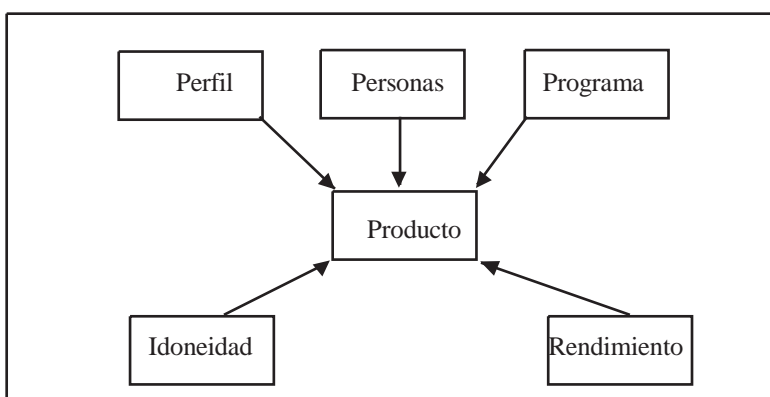 Perfil
Personas
Programa
Producto
Idoneidad
Rendimiento